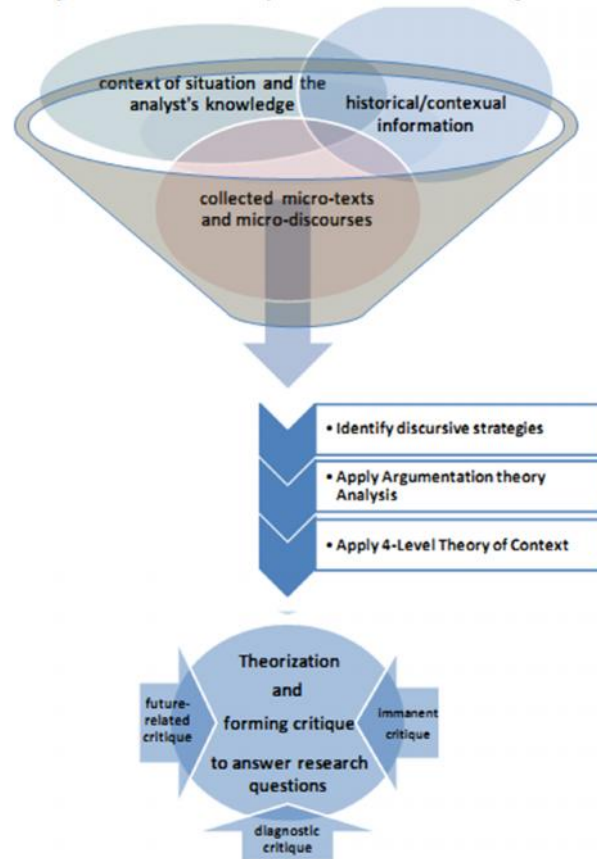 context of situation and the
analyst's knowledge
historical/contexual
information
collected micro-texts
and micro-discourses
• Identify discursive strategies
• Apply Argumentation theory
Analysis
• Apply 4-Level Theory of Context
Theorization
and
forming critique
to answer research
questions
future-
related
critique
immanent
critique
diagnostic
critique